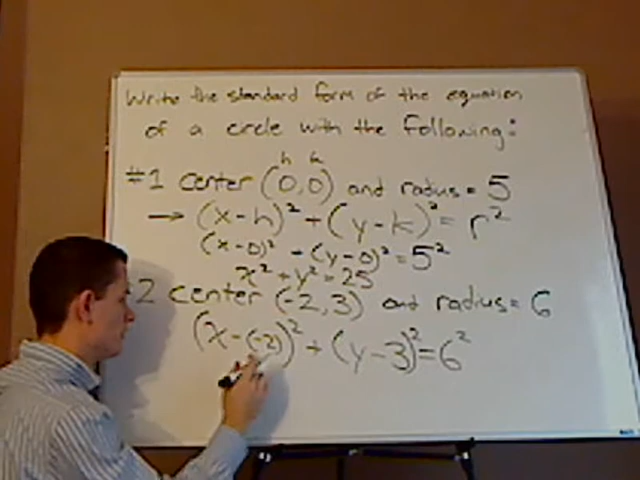 Write the standard form of the equation
of a circle with the following:
h k
#1 center (0,0) and radius = 5
→ (x-h)² + (y-k)² = r²
(x-0)² + (y-0)² = 5²
x² + y² = 25
2 center (-2,3) and radius = 6
(x-(-2))² + (y-3)² = 6²